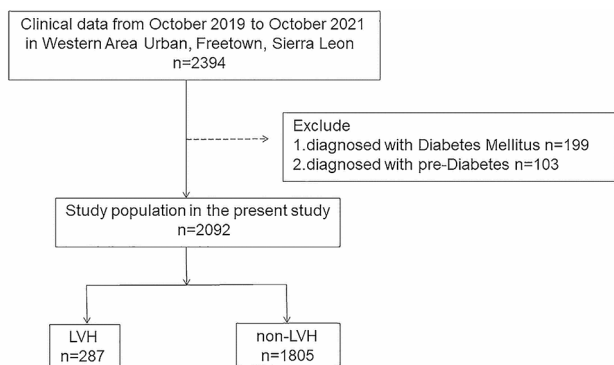 Clinical data from October 2019 to October 2021
in Western Area Urban, Freetown, Sierra Leon
n=2394
Exclude
1.diagnosed with Diabetes Mellitus n=199
2.diagnosed with pre-Diabetes n=103
Study population in the present study
n=2092
LVH
n=287
non-LVH
n=1805